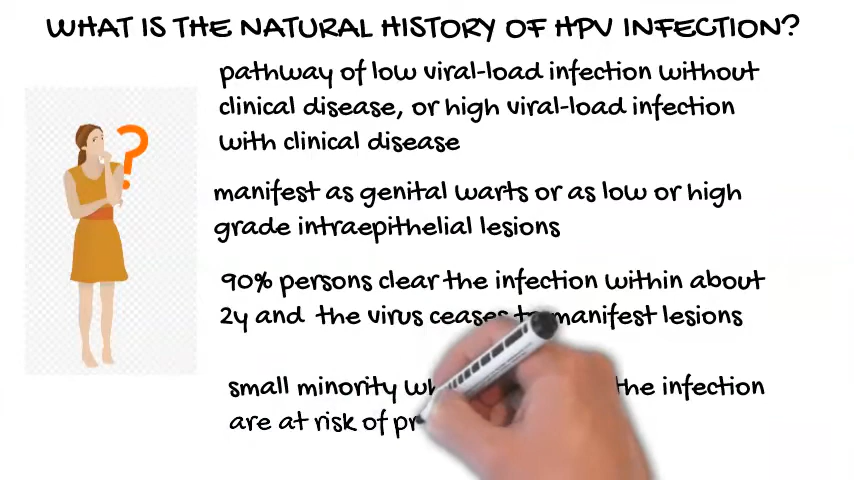 WHAT IS THE NATURAL HISTORY OF HPV INFECTION?
pathway of low viral-load infection without
clinical disease, or high viral-load infection
with clinical disease
manifest as genital warts or as low or high
grade intraepithelial lesions
90% persons clear the infection within about
2y and the virus ceases to manifest lesions
small minority the infection
are at risk of
?